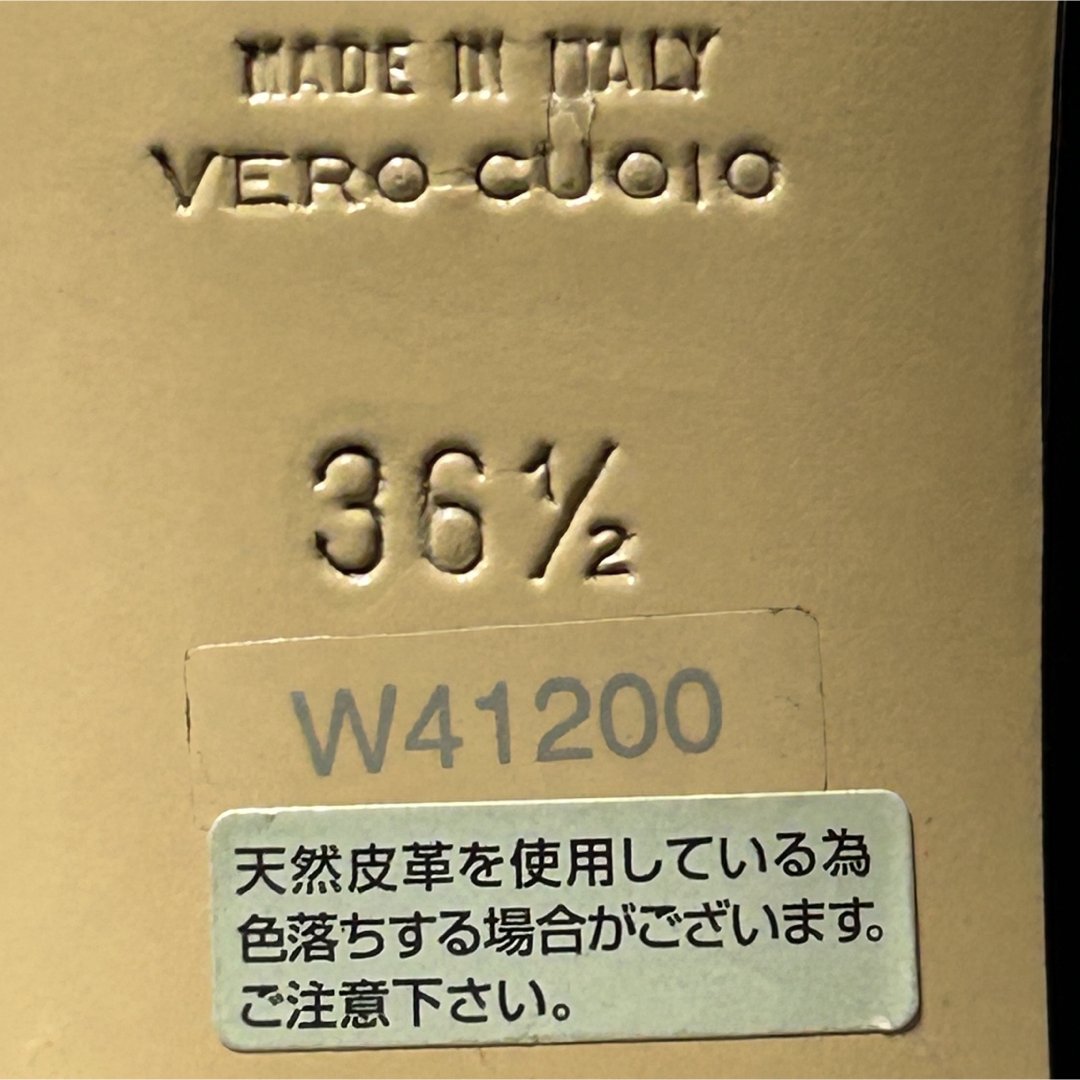 MADE IN ITALY
VERO CUOIO
36½
W41200
天然皮革を使用している為
色落ちする場合がございます。
ご注意下さい。